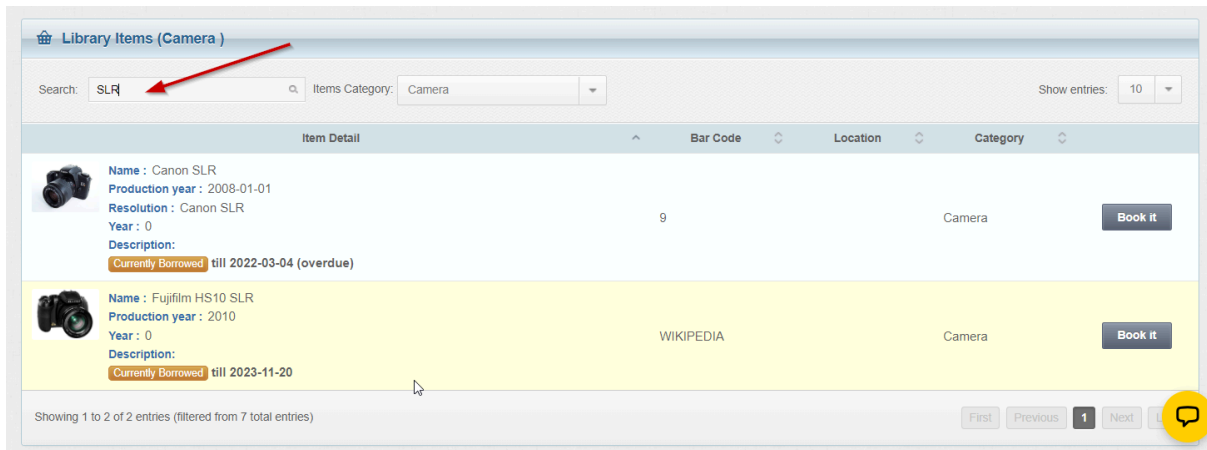 Library Items (Camera )
Search: SLR Items Category: Camera Show entries: 10
Item Detail Bar Code Location Category
Name : Canon SLR
Production year : 2008-01-01
Resolution : Canon SLR
Year : 0
Description:
Currently Borrowed till 2022-03-04 (overdue)
9 Camera Book it
Name : Fujifilm HS10 SLR
Production year : 2010
Year : 0
Description:
Currently Borrowed till 2023-11-20
WIKIPEDIA Camera Book it
Showing 1 to 2 of 2 entries (filtered from 7 total entries) First Previous 1 Next